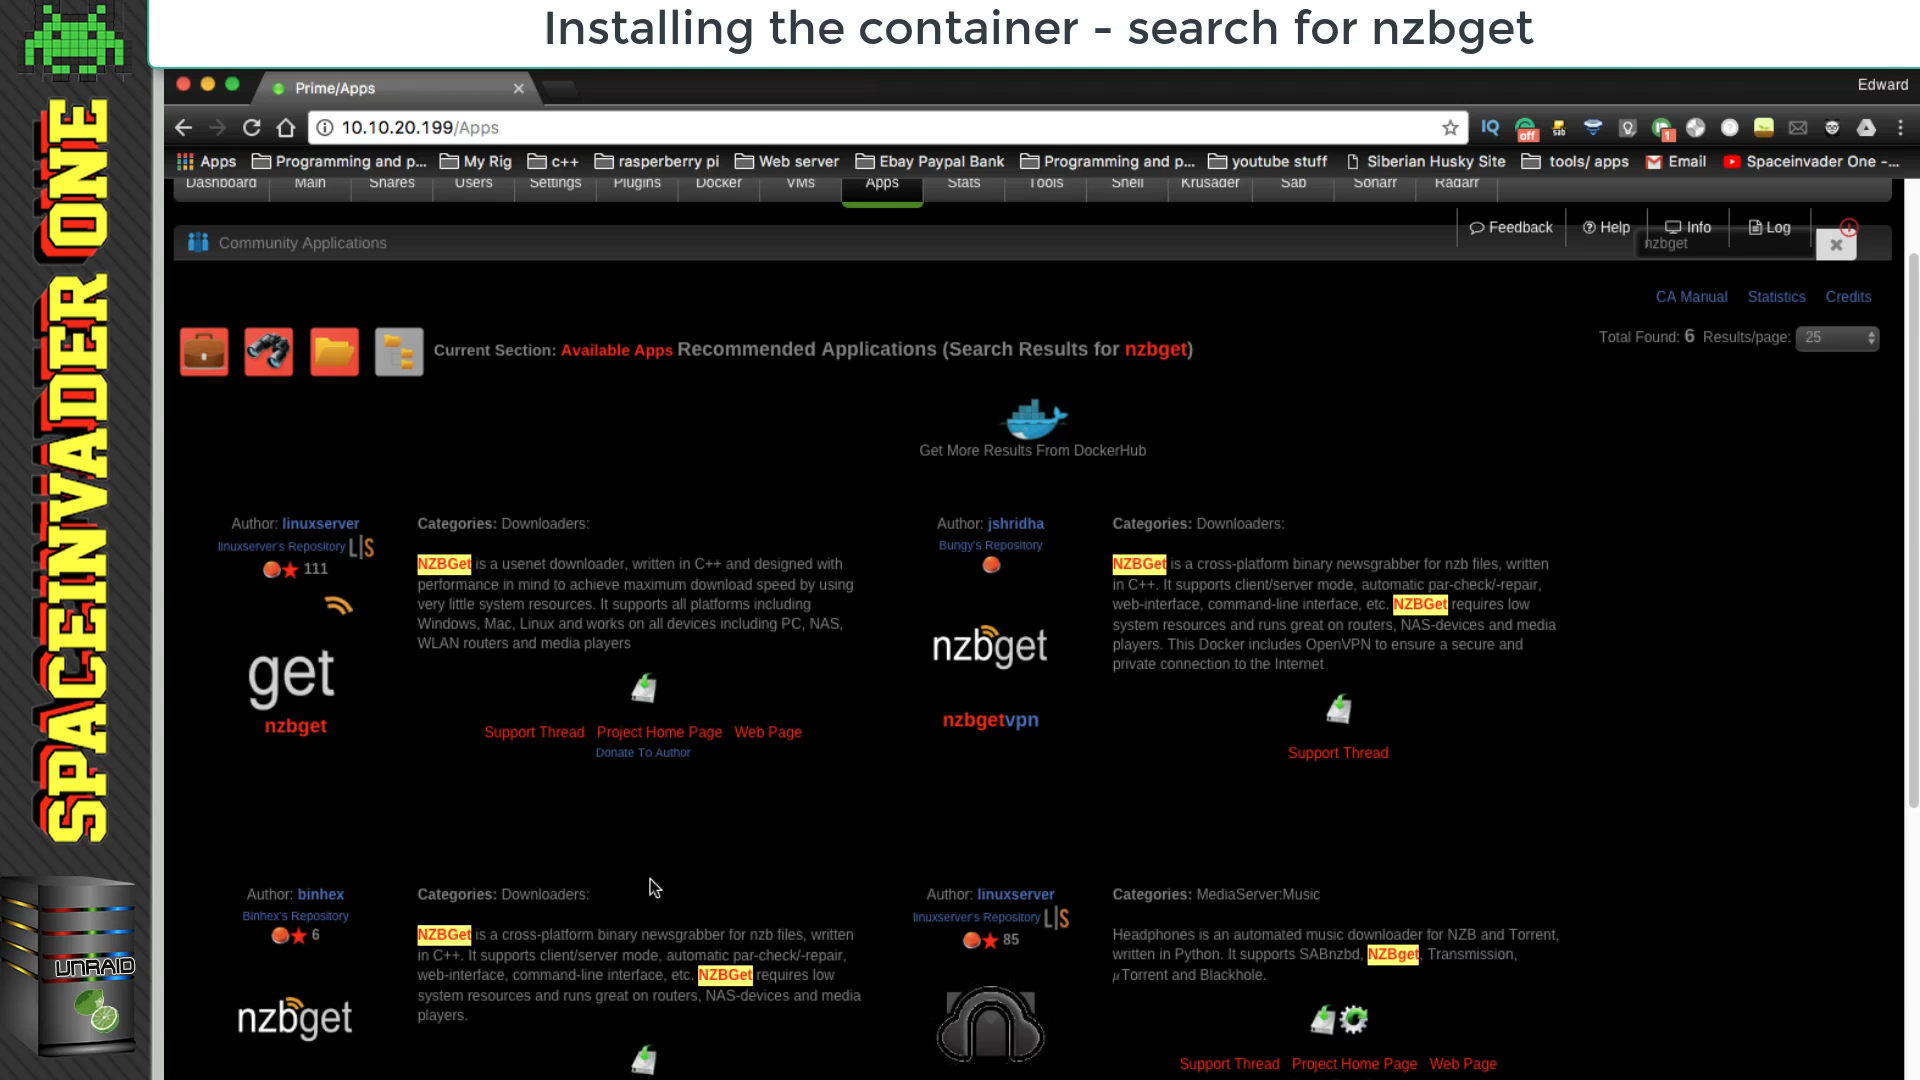 Installing the container - search for nzbget
SPACEINVADER ONE
Prime/Apps
Edward
10.10.20.199/Apps
IQ
off
sab
1
Apps
Programming and p...
My Rig
c++
rasperberry pi
Web server
Ebay Paypal Bank
Programming and p...
youtube stuff
Siberian Husky Site
tools/ apps
Email
Spaceinvader One -...
Dashboard
Main
Shares
Users
Settings
Plugins
Docker
VMs
Apps
Stats
Tools
Shell
Krusader
Sab
Sonarr
Radarr
Feedback
Help
Info
Log
Community Applications
nzbget
CA Manual
Statistics
Credits
Current Section: Available Apps Recommended Applications (Search Results for nzbget)
Total Found: 6 Results/page: 25
Get More Results From DockerHub
Author: linuxserver
linuxserver's Repository L|S
111
get
nzbget
Categories: Downloaders:
NZBGet is a usenet downloader, written in C++ and designed with
performance in mind to achieve maximum download speed by using
very little system resources. It supports all platforms including
Windows, Mac, Linux and works on all devices including PC, NAS,
WLAN routers and media players
Support Thread Project Home Page Web Page
Donate To Author
Author: jshridha
Bungy's Repository
nzbget
nzbgetvpn
Categories: Downloaders:
NZBGet is a cross-platform binary newsgrabber for nzb files, written
in C++. It supports client/server mode, automatic par-check/-repair,
web-interface, command-line interface, etc. NZBGet requires low
system resources and runs great on routers, NAS-devices and media
players. This Docker includes OpenVPN to ensure a secure and
private connection to the Internet
Support Thread
Author: binhex
Binhex's Repository
6
nzbget
Categories: Downloaders:
NZBGet is a cross-platform binary newsgrabber for nzb files, written
in C++. It supports client/server mode, automatic par-check/-repair,
web-interface, command-line interface, etc. NZBGet requires low
system resources and runs great on routers, NAS-devices and media
players.
Author: linuxserver
linuxserver's Repository L|S
85
Categories: MediaServer:Music
Headphones is an automated music downloader for NZB and Torrent,
written in Python. It supports SABnzbd, NZBget, Transmission,
µTorrent and Blackhole.
Support Thread Project Home Page Web Page
UNRAID